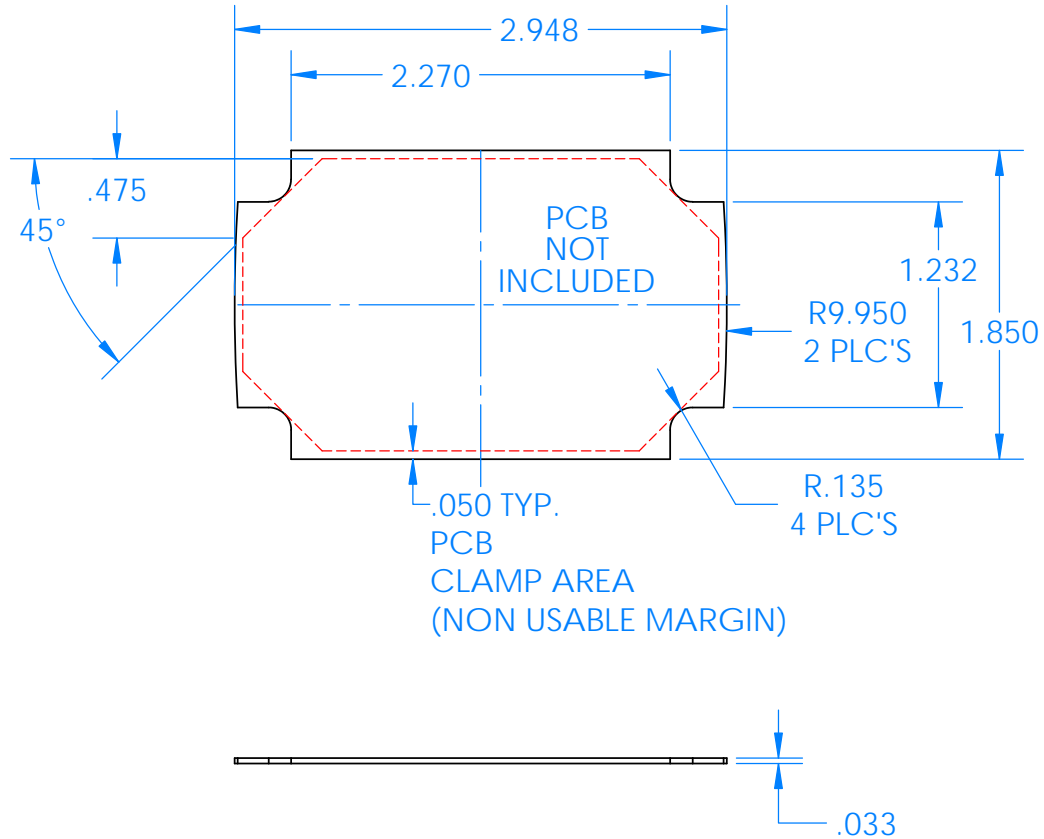 2.948
2.270
.475
45°
PCB
NOT
INCLUDED
1.232
R9.950
2 PLC'S
1.850
R.135
4 PLC'S
.050 TYP.
PCB
CLAMP AREA
(NON USABLE MARGIN)
.033